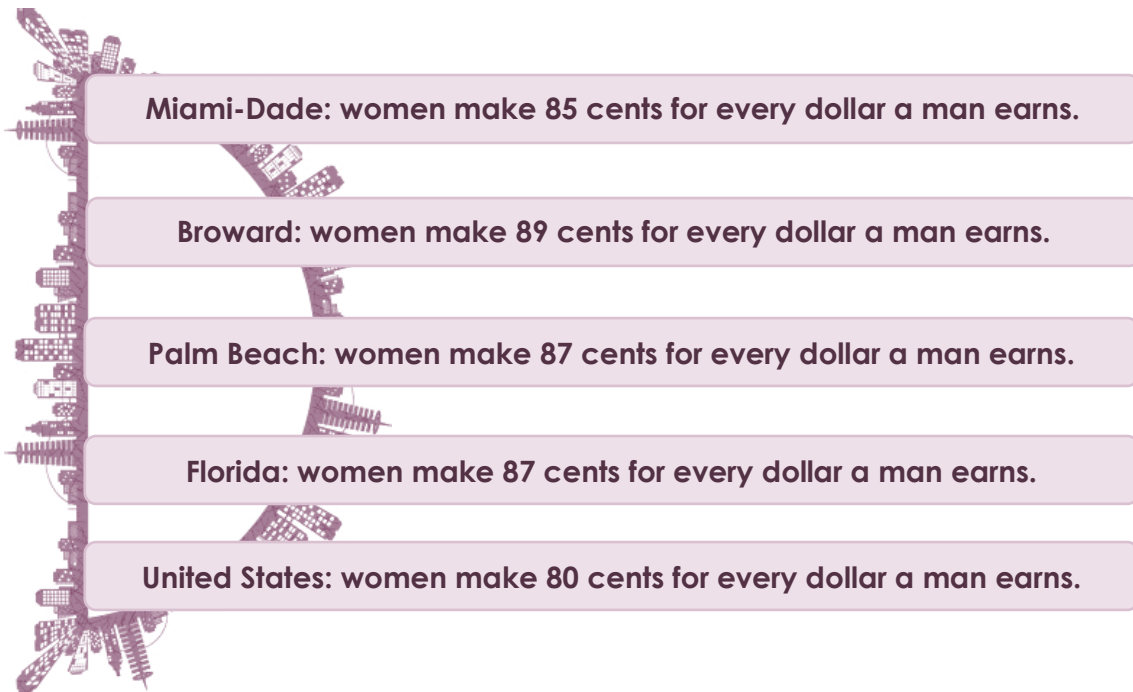 Miami-Dade: women make 85 cents for every dollar a man earns.
Broward: women make 89 cents for every dollar a man earns.
Palm Beach: women make 87 cents for every dollar a man earns.
Florida: women make 87 cents for every dollar a man earns.
United States: women make 80 cents for every dollar a man earns.